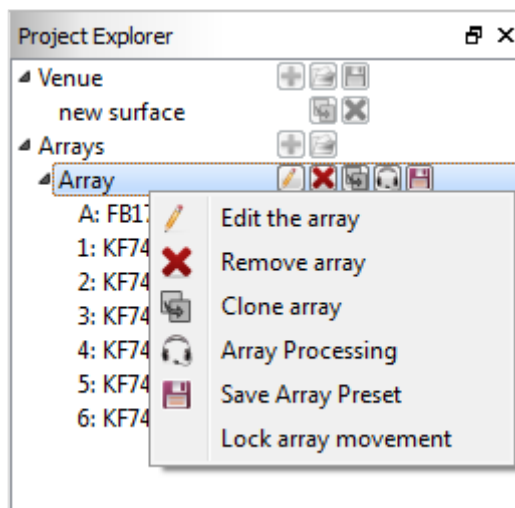 Project Explorer
Venue
new surface
Arrays
Array
A: FB17
Edit the array
1: KF74
Remove array
2: KF74
Clone array
3: KF74
4: KF74
Array Processing
5: KF74
Save Array Preset
6: KF74
Lock array movement